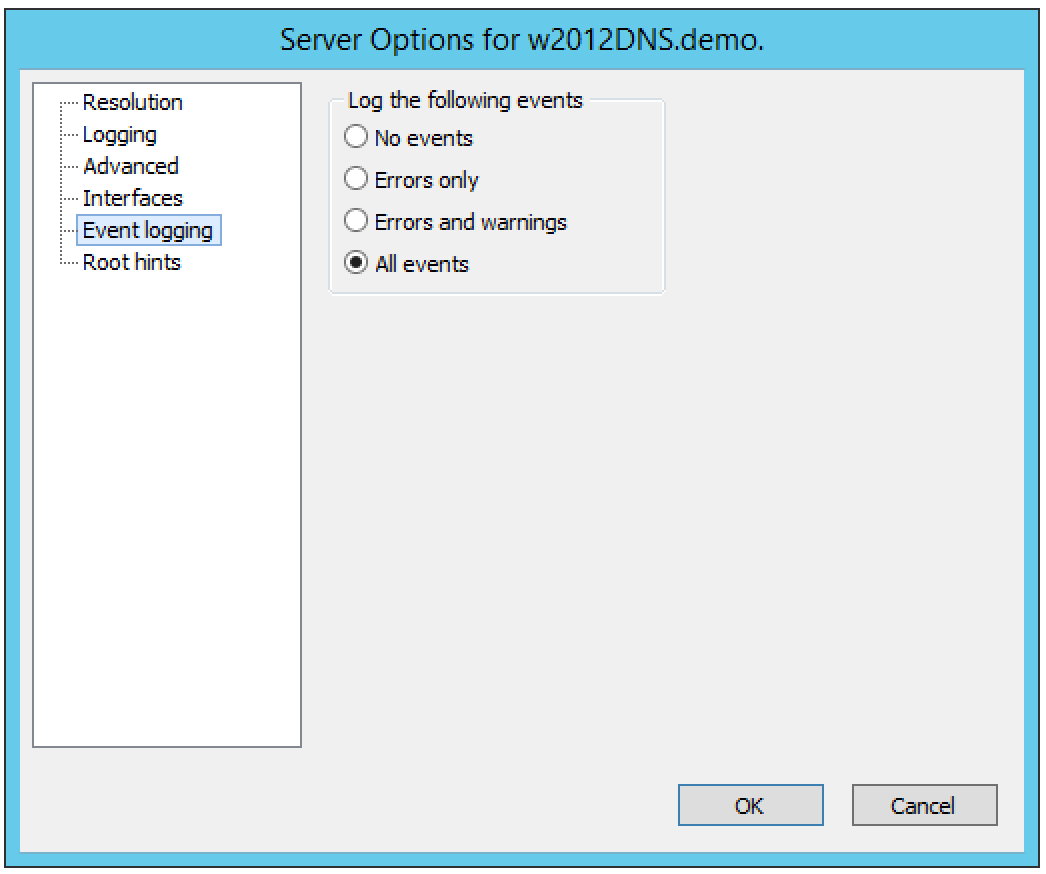 Server Options for w2012DNS.demo.
Resolution
Logging
Advanced
Interfaces
Event logging
Root hints
Log the following events
No events
Errors only
Errors and warnings
All events
OK
Cancel